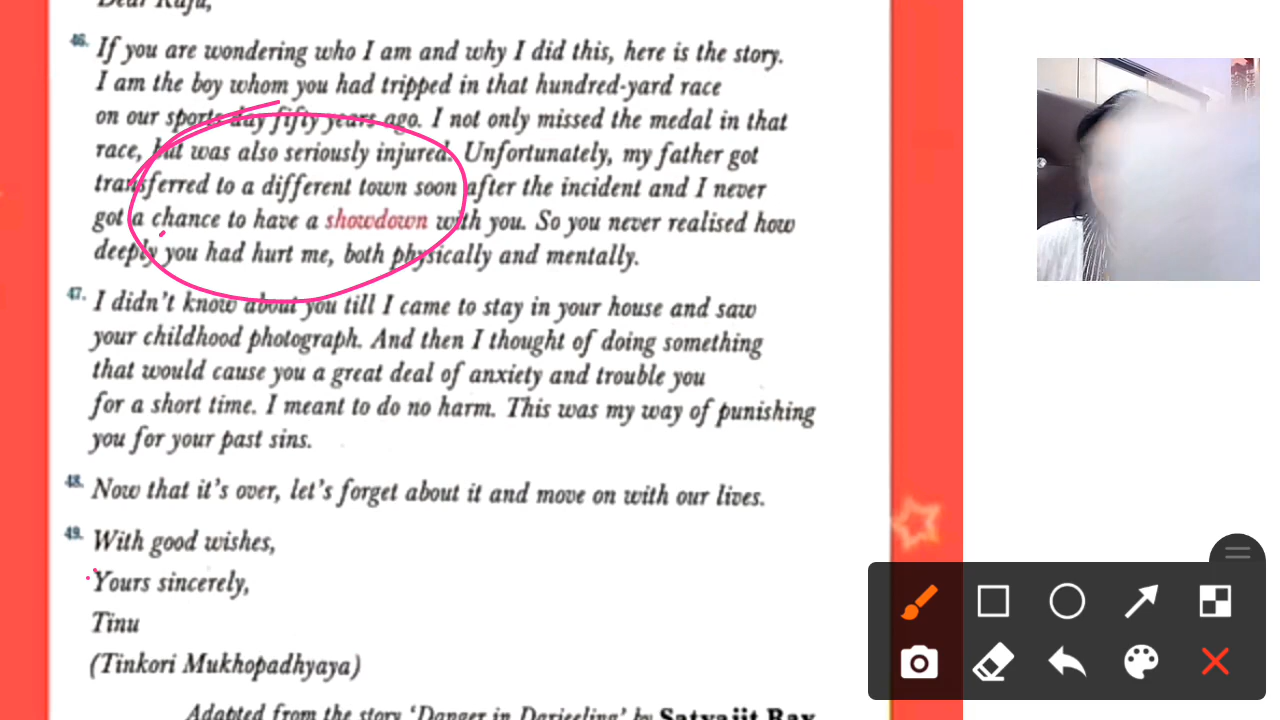 Dear Raju,
46. If you are wondering who I am and why I did this, here is the story.
I am the boy whom you had tripped in that hundred-yard race
on our sports day fifty years ago. I not only missed the medal in that
race, but was also seriously injured. Unfortunately, my father got
transferred to a different town soon after the incident and I never
got a chance to have a showdown with you. So you never realised how
deeply you had hurt me, both physically and mentally.
47. I didn't know about you till I came to stay in your house and saw
your childhood photograph. And then I thought of doing something
that would cause you a great deal of anxiety and trouble you
for a short time. I meant to do no harm. This was my way of punishing
you for your past sins.
48. Now that it's over, let's forget about it and move on with our lives.
49. With good wishes,
Yours sincerely,
Tinu
(Tinkori Mukhopadhyaya)
Adapted from the story 'Danger in Darjeeling' by Satyajit Ray